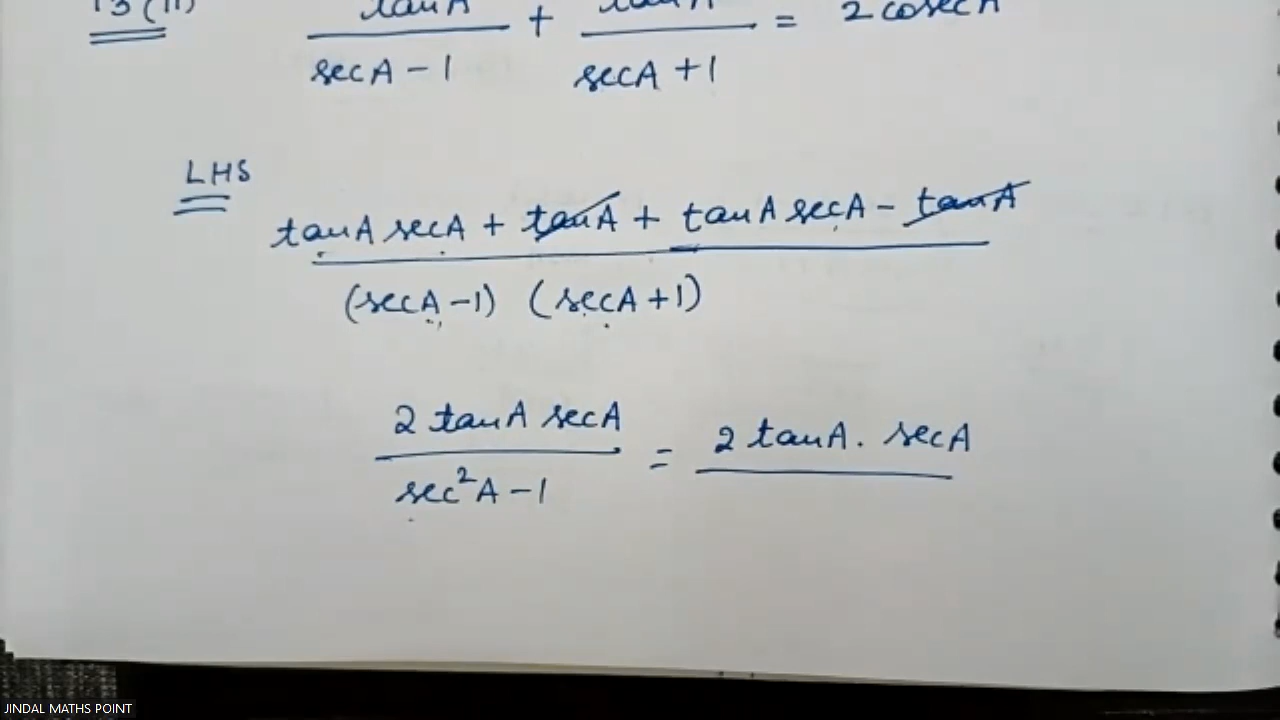 13(ii) tanA/(secA - 1) + tanA/(secA + 1) = 2 cosecA
LHS
tanA secA + tanA + tanA secA - tanA
(secA - 1) (secA + 1)
2 tanA secA = 2 tanA . secA
sec²A - 1
JINDAL MATHS POINT